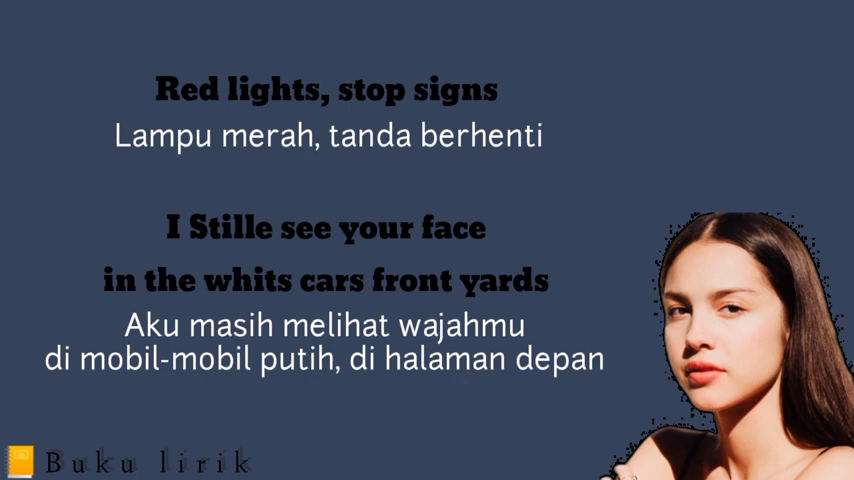 Red lights, stop signs
Lampu merah, tanda berhenti
I Stille see your face
in the whits cars front yards
Aku masih melihat wajahmu
di mobil-mobil putih, di halaman depan
Buku lirik